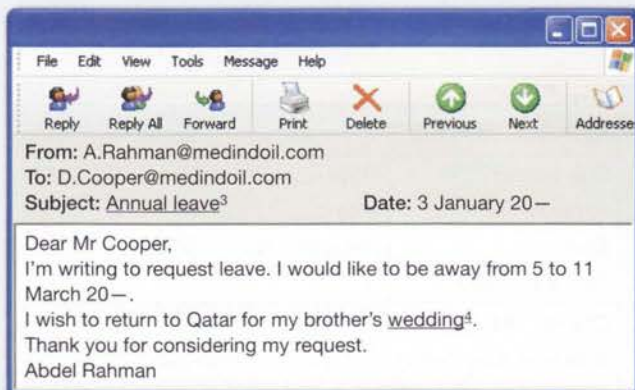 File Edit View Tools Message Help
Reply Reply All Forward Print Delete Previous Next Addresse
From: A.Rahman@medindoil.com
To: D.Cooper@medindoil.com
Subject: Annual leave³ Date: 3 January 20—
Dear Mr Cooper,
I'm writing to request leave. I would like to be away from 5 to 11
March 20—.
I wish to return to Qatar for my brother's wedding⁴.
Thank you for considering my request.
Abdel Rahman